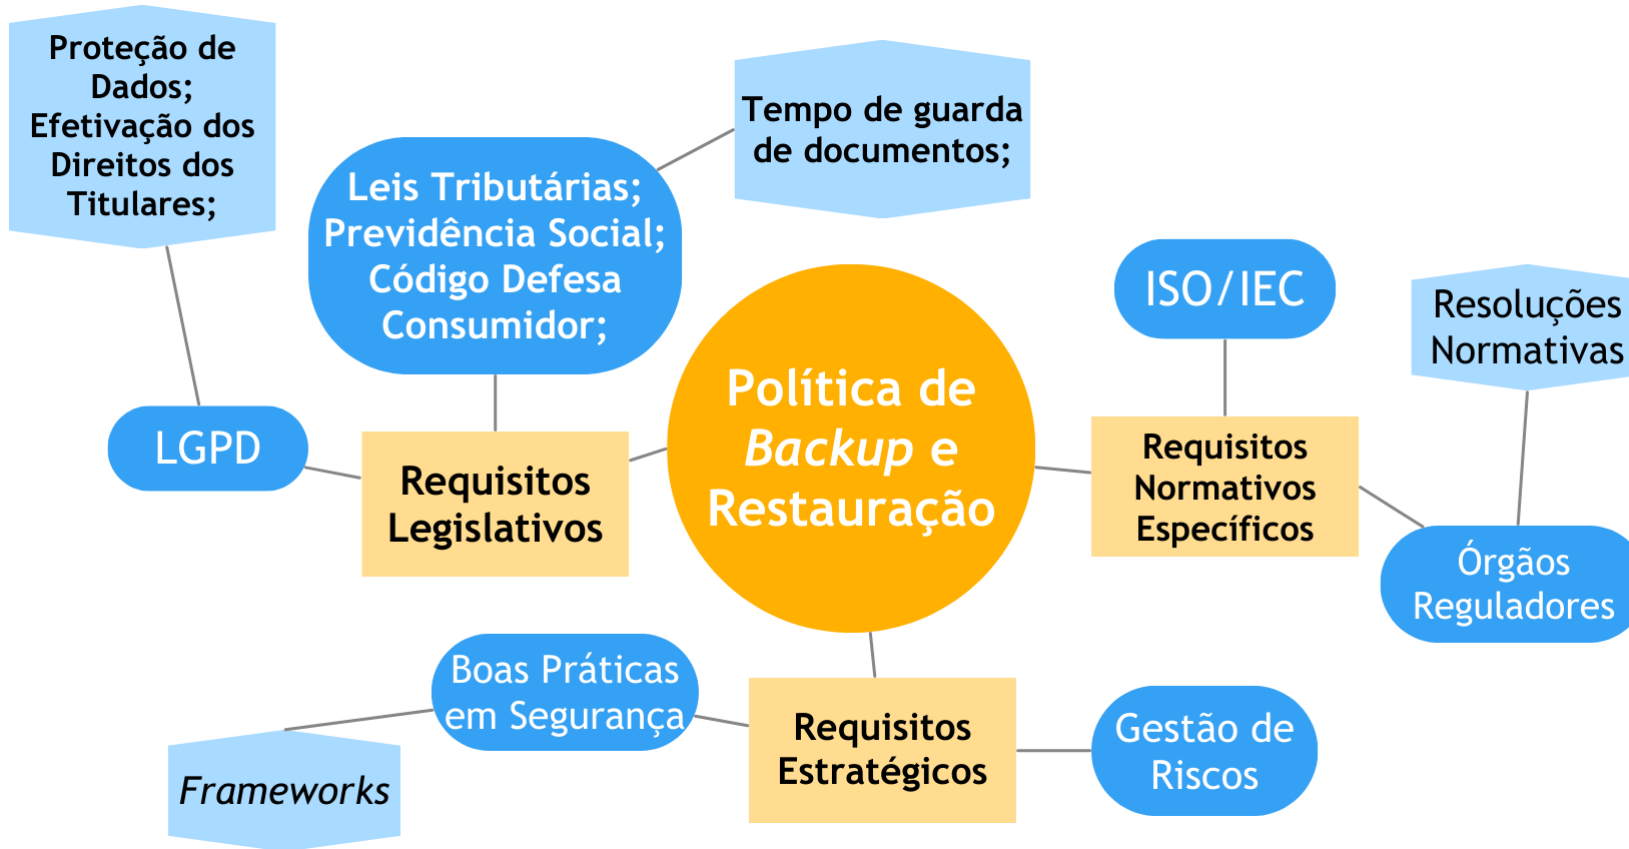 Proteção de
Dados;
Efetivação dos
Direitos dos
Titulares;
Tempo de guarda
de documentos;
Leis Tributárias;
Previdência Social;
Código Defesa
Consumidor;
ISO/IEC
Resoluções
Normativas
Política de
Backup e
Restauração
LGPD
Requisitos
Legislativos
Requisitos
Normativos
Específicos
Órgãos
Reguladores
Boas Práticas
em Segurança
Requisitos
Estratégicos
Gestão de
Riscos
Frameworks